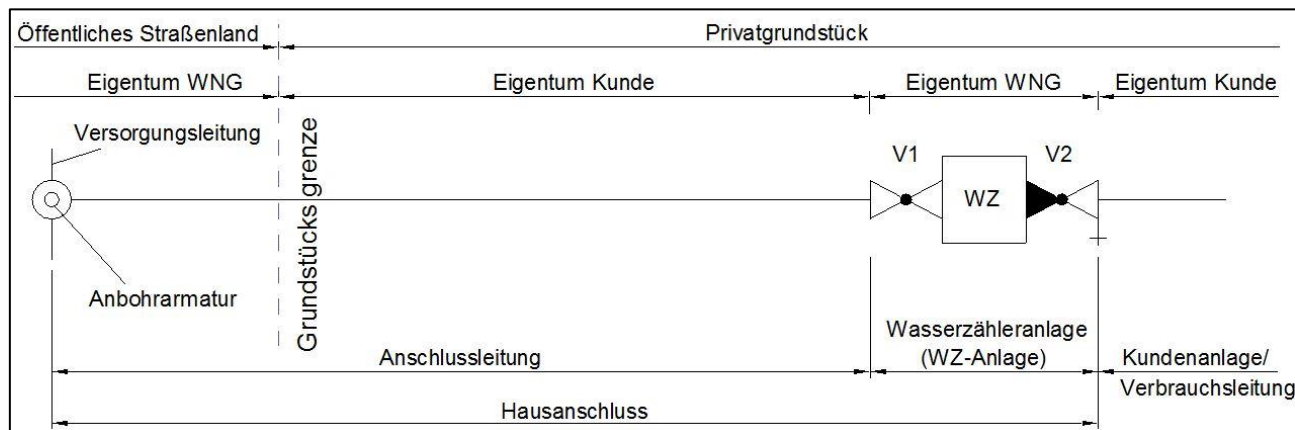 Öffentliches Straßenland
Privatgrundstück
Eigentum WNG
Eigentum Kunde
Eigentum WNG
Eigentum Kunde
Versorgungsleitung
Grundstücks grenze
V1
V2
WZ
Anbohrarmatur
Anschlussleitung
Wasserzähleranlage
(WZ-Anlage)
Kundenanlage/
Verbrauchsleitung
Hausanschluss